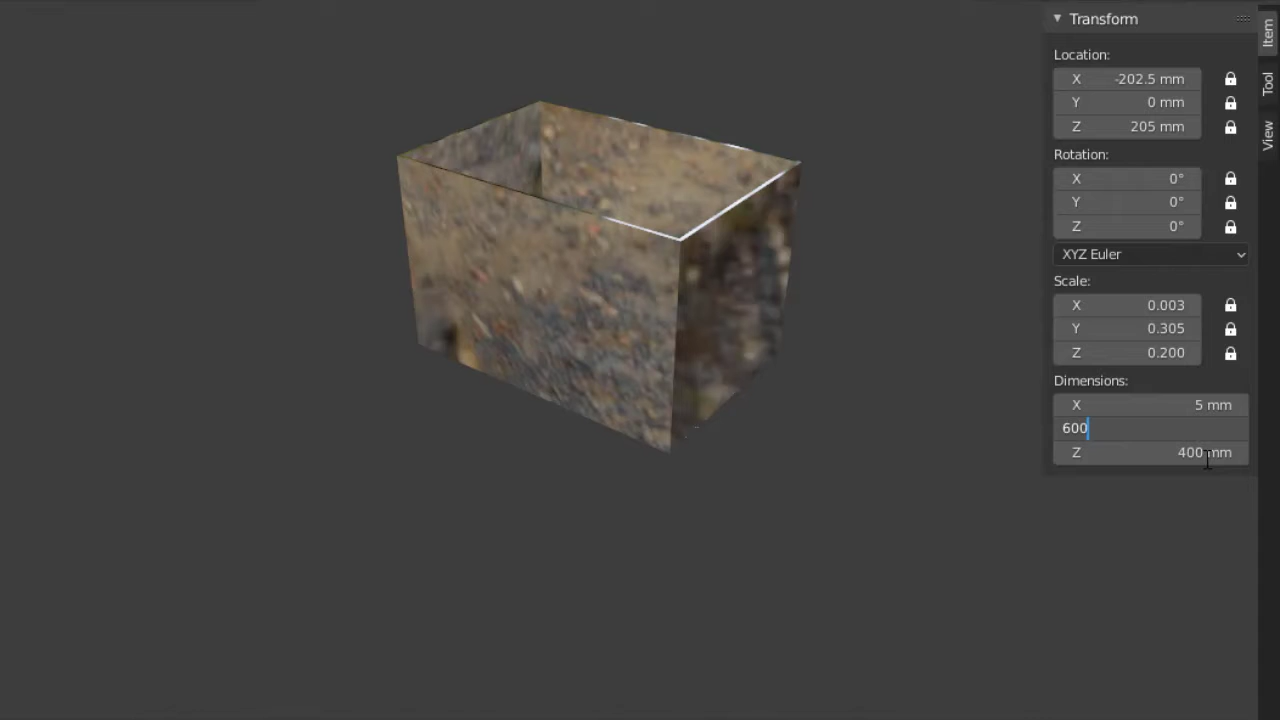 Transform
Location:
X -202.5 mm
Y 0 mm
Z 205 mm
Rotation:
X 0°
Y 0°
Z 0°
XYZ Euler
Scale:
X 0.003
Y 0.305
Z 0.200
Dimensions:
X 5 mm
600
Z 400 mm
Item
Tool
View